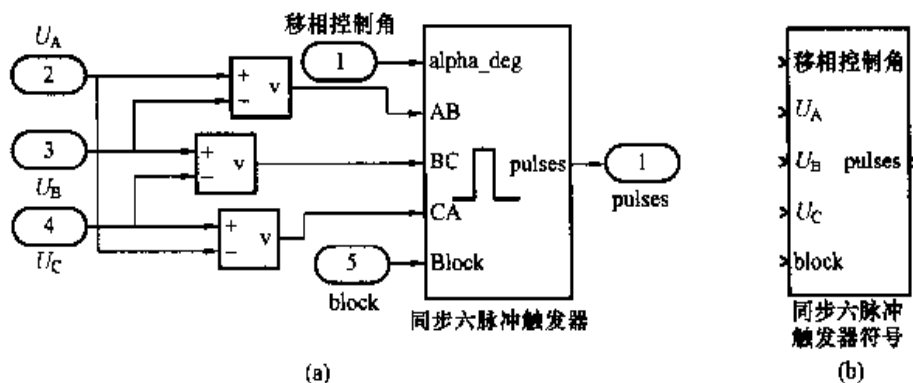 移相控制角
1
U_A
2
+
−
v
3
U_B
+
−
v
4
U_C
+
−
v
5
block
alpha_deg
AB
BC
CA
Block
pulses
同步六脉冲触发器
1
pulses
(a)
移相控制角
U_A
U_B
pulses
U_C
block
同步六脉冲
触发器符号
(b)